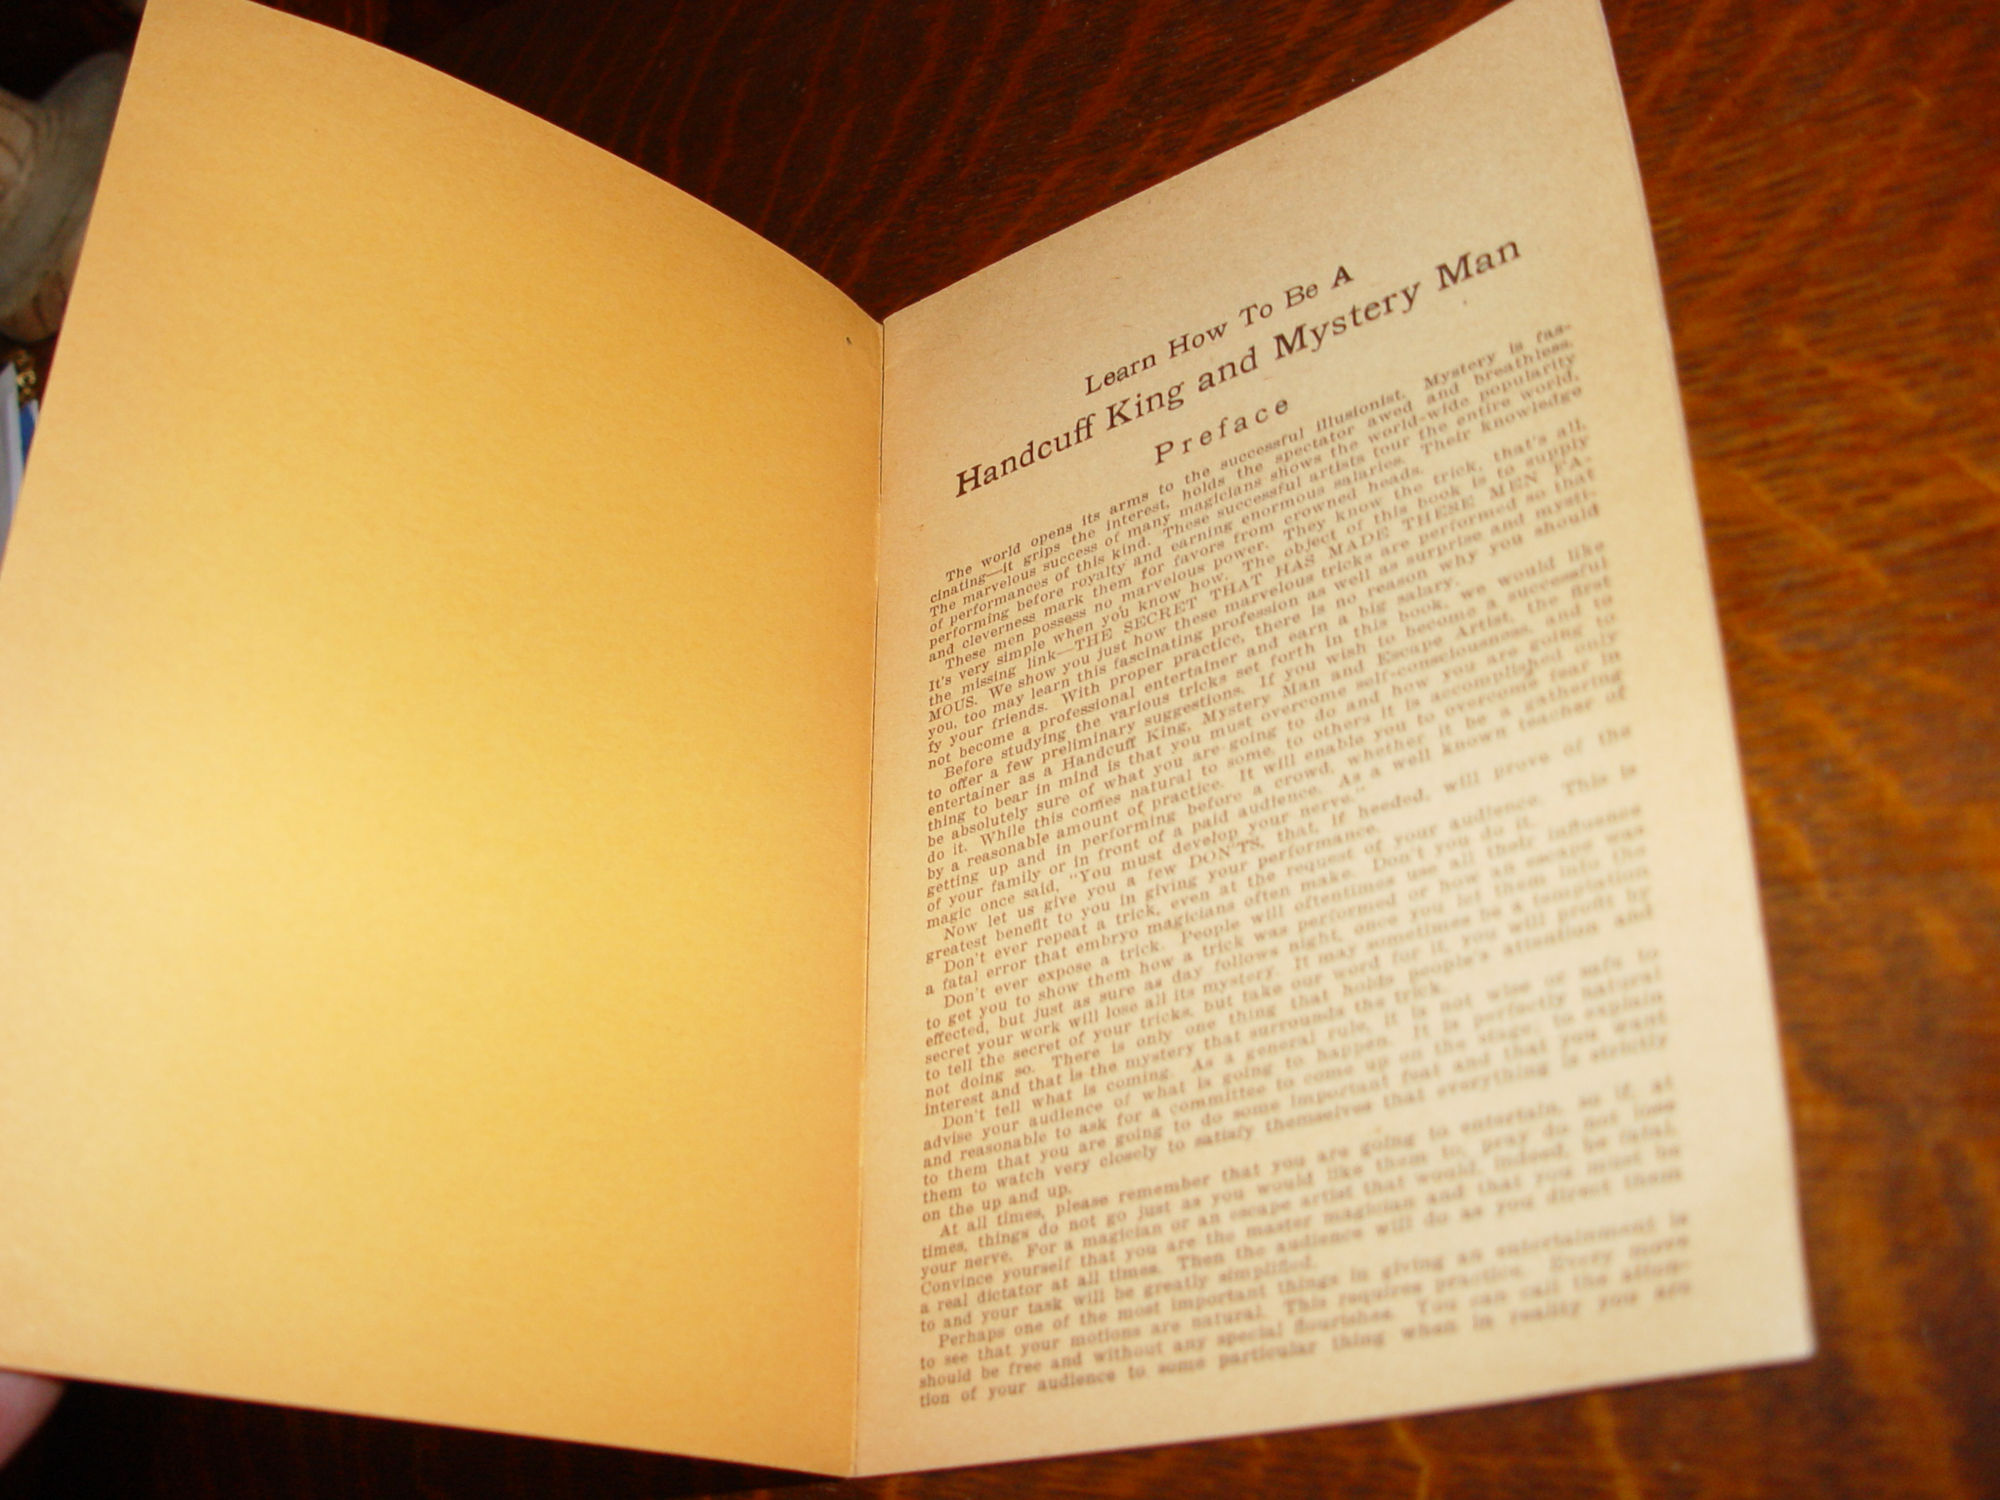 Learn How To Be A
Handcuff King and Mystery Man
Preface
The world opens its arms to the successful illusionist. Mystery is fas-
cinating—it grips the interest, holds the spectator awed and breathless.
The marvelous success of many magicians shows the world-wide popularity
of performances of this kind. These successful artists tour the entire world,
performing before royalty and earning enormous salaries. Their knowledge
and cleverness mark them for favors from crowned heads.
These men possess no marvelous power. They know the trick, that's all.
It's very simple when you know how. The object of this book is to supply
the missing link—THE SECRET THAT HAS MADE THESE MEN FA-
MOUS. We show you just how these marvelous tricks are performed so that
you, too may learn this fascinating profession as well as surprise and mysti-
fy your friends. With proper practice, there is no reason why you should
not become a professional entertainer and earn a big salary.
Before studying the various tricks set forth in this book, we would like
to offer a few preliminary suggestions. If you wish to become a successful
entertainer as a Handcuff King, Mystery Man and Escape Artist, the first
thing to bear in mind is that you must overcome self-consciousness, and to
be absolutely sure of what you are going to do and how you are going to
do it. While this comes natural to some, to others it is accomplished only
by a reasonable amount of practice. It will enable you to overcome fear in
getting up and in performing before a crowd, whether it be a gathering
of your family or in front of a paid audience. As a well known teacher of
magic once said, "You must develop your nerve."
Now let us give you a few DON'TS, that, if heeded, will prove of the
greatest benefit to you in giving your performance.
Don't ever repeat a trick, even at the request of your audience. This is
a fatal error that embryo magicians often make. Don't you do it.
Don't ever expose a trick. People will oftentimes use all their influence
to get you to show them how a trick was performed or how an escape was
effected, but just as sure as day follows night, once you let them into the
secret your work will lose all its mystery. It may sometimes be a temptation
to tell the secret of your tricks, but take our word for it, you will profit by
not doing so. There is only one thing that holds people's attention and
interest and that is the mystery that surrounds the trick.
Don't tell what is coming. As a general rule, it is not wise or safe to
advise your audience of what is going to happen. It is perfectly natural
and reasonable to ask for a committee to come up on the stage, to explain
to them that you are going to do some important feat and that you want
them to watch very closely to satisfy themselves that everything is strictly
on the up and up.
At all times, please remember that you are going to entertain, so if, at
times, things do not go just as you would like them to, pray do not lose
your nerve. For a magician or an escape artist that would, indeed, be fatal.
Convince yourself that you are the master magician and that you must be
a real dictator at all times. Then the audience will do as you direct them
to and your task will be greatly simplified.
Perhaps one of the most important things in giving an entertainment is
to see that your motions are natural. This requires practice. Every move
should be free and without any special flourishes. You can call the atten-
tion of your audience to some particular thing when in reality you are